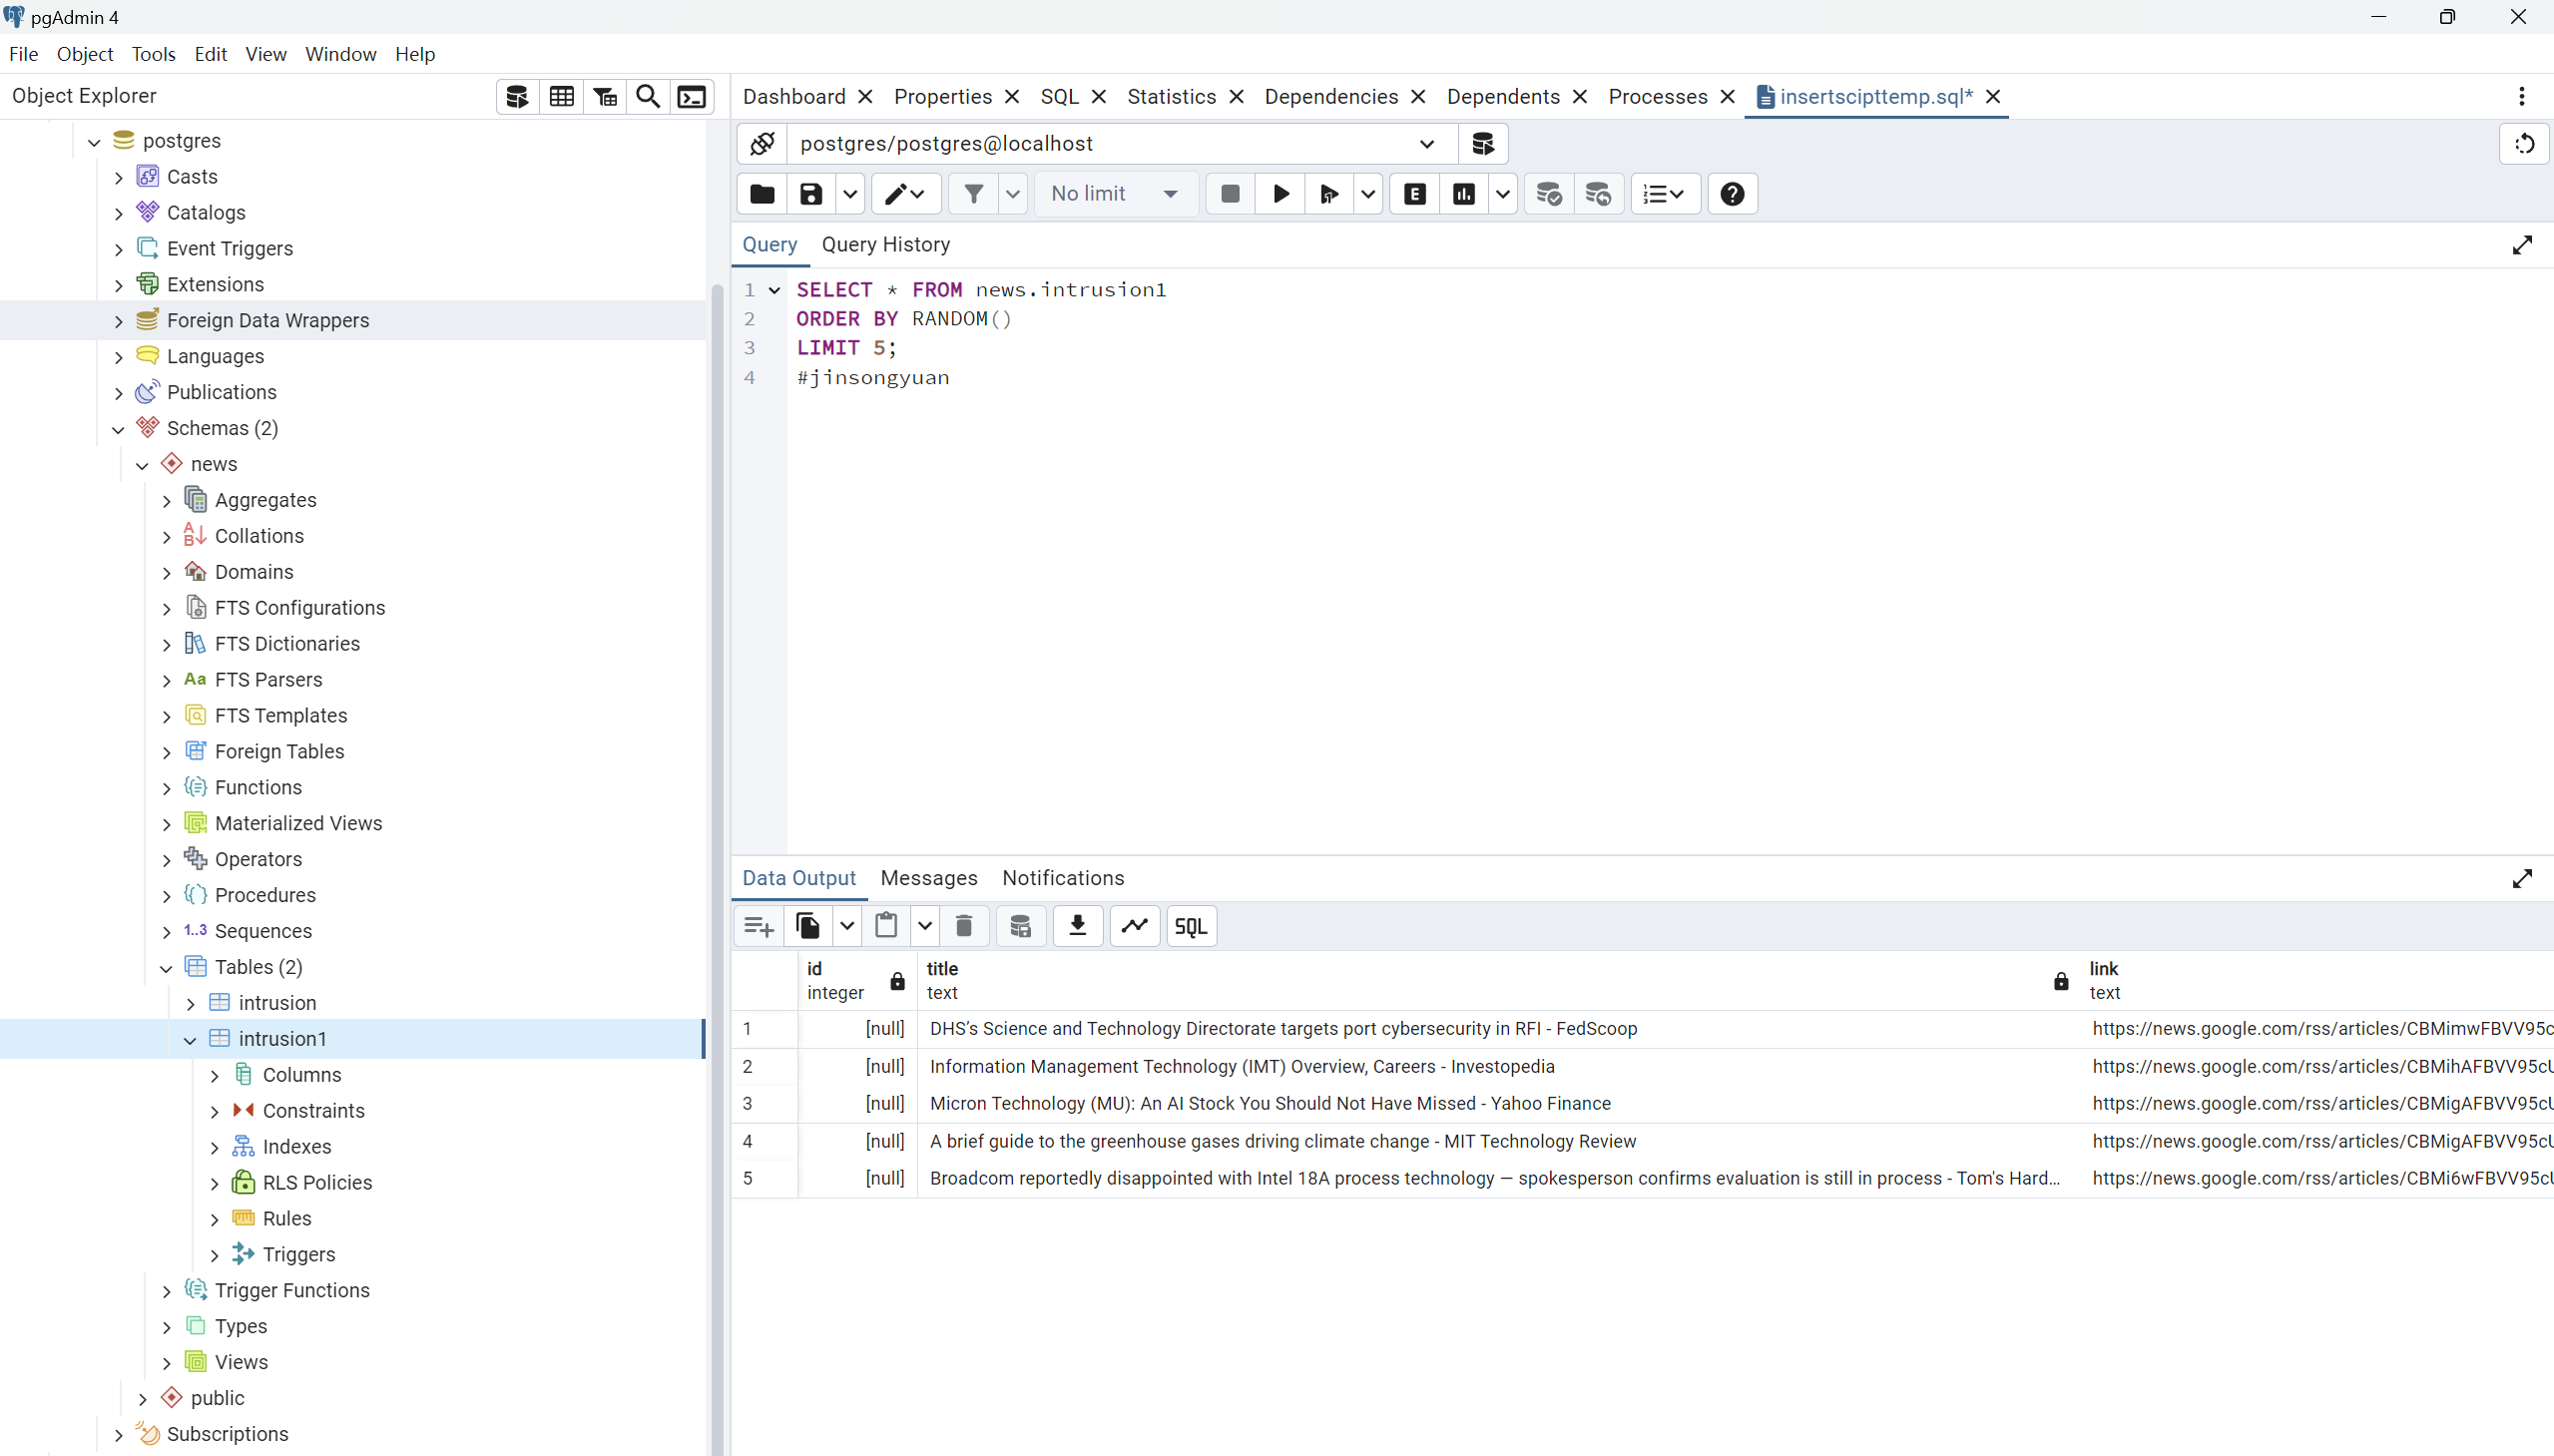 pgAdmin 4
File Object Tools Edit View Window Help
Object Explorer
postgres
Casts
Catalogs
Event Triggers
Extensions
Foreign Data Wrappers
Languages
Publications
Schemas (2)
news
Aggregates
Collations
Domains
FTS Configurations
FTS Dictionaries
Aa FTS Parsers
FTS Templates
Foreign Tables
Functions
Materialized Views
Operators
Procedures
1..3 Sequences
Tables (2)
intrusion
intrusion1
Columns
Constraints
Indexes
RLS Policies
Rules
Triggers
Trigger Functions
Types
Views
public
Subscriptions
Dashboard Properties SQL Statistics Dependencies Dependents Processes insertscipttemp.sql*
postgres/postgres@localhost
No limit
Query Query History
1 SELECT * FROM news.intrusion1
2 ORDER BY RANDOM()
3 LIMIT 5;
4 #jinsongyuan
Data Output Messages Notifications
SQL
id title link
integer text text
1 [null] DHS’s Science and Technology Directorate targets port cybersecurity in RFI - FedScoop https://news.google.com/rss/articles/CBMimwFBVV95c
2 [null] Information Management Technology (IMT) Overview, Careers - Investopedia https://news.google.com/rss/articles/CBMihAFBVV95cU
3 [null] Micron Technology (MU): An AI Stock You Should Not Have Missed - Yahoo Finance https://news.google.com/rss/articles/CBMigAFBVV95cU
4 [null] A brief guide to the greenhouse gases driving climate change - MIT Technology Review https://news.google.com/rss/articles/CBMigAFBVV95cU
5 [null] Broadcom reportedly disappointed with Intel 18A process technology — spokesperson confirms evaluation is still in process - Tom's Hard... https://news.google.com/rss/articles/CBMi6wFBVV95cU